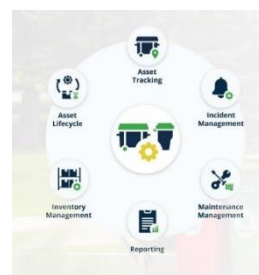 Asset
Tracking
Asset
Lifecycle
Incident
Management
Inventory
Management
Maintenance
Management
Reporting